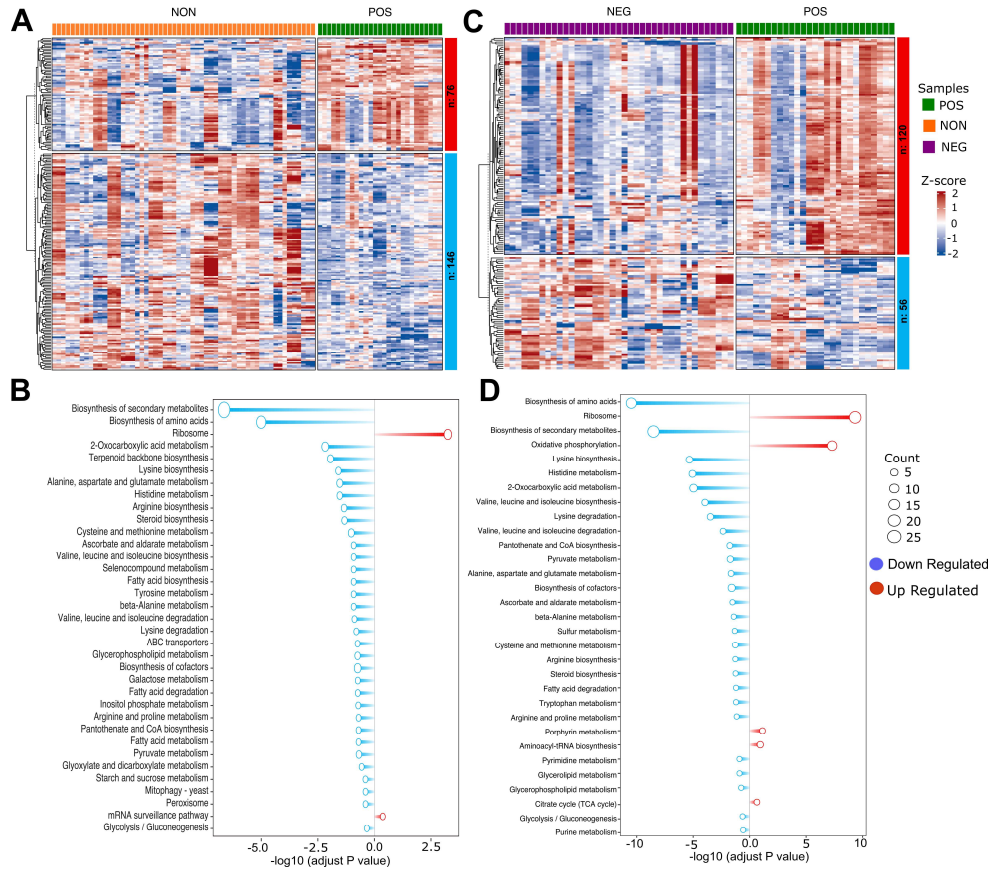 A
NON
POS
n: 76
n: 146
C
NEG
POS
n: 120
n: 56
Samples
POS
NON
NEG
Z-score
2
1
0
-1
-2
B
Biosynthesis of secondary metabolites
Biosynthesis of amino acids
Ribosome
2-Oxocarboxylic acid metabolism
Terpenoid backbone biosynthesis
Lysine biosynthesis
Alanine, aspartate and glutamate metabolism
Histidine metabolism
Arginine biosynthesis
Steroid biosynthesis
Cysteine and methionine metabolism
Ascorbate and aldarate metabolism
Valine, leucine and isoleucine biosynthesis
Selenocompound metabolism
Fatty acid biosynthesis
Tyrosine metabolism
beta-Alanine metabolism
Valine, leucine and isoleucine degradation
Lysine degradation
ABC transporters
Glycerophospholipid metabolism
Biosynthesis of cofactors
Galactose metabolism
Fatty acid degradation
Inositol phosphate metabolism
Arginine and proline metabolism
Pantothenate and CoA biosynthesis
Fatty acid metabolism
Pyruvate metabolism
Glyoxylate and dicarboxylate metabolism
Starch and sucrose metabolism
Mitophagy - yeast
Peroxisome
mRNA surveillance pathway
Glycolysis / Gluconeogenesis
-5.0 -2.5 0.0 2.5
-log10 (adjust P value)
D
Biosynthesis of amino acids
Ribosome
Biosynthesis of secondary metabolites
Oxidative phosphorylation
Lysine biosynthesis
Histidine metabolism
2-Oxocarboxylic acid metabolism
Valine, leucine and isoleucine biosynthesis
Lysine degradation
Valine, leucine and isoleucine degradation
Pantothenate and CoA biosynthesis
Pyruvate metabolism
Alanine, aspartate and glutamate metabolism
Biosynthesis of cofactors
Ascorbate and aldarate metabolism
beta-Alanine metabolism
Sulfur metabolism
Cysteine and methionine metabolism
Arginine biosynthesis
Steroid biosynthesis
Fatty acid degradation
Tryptophan metabolism
Arginine and proline metabolism
Porphyrin metabolism
Aminoacyl-tRNA biosynthesis
Pyrimidine metabolism
Glycerolipid metabolism
Glycerophospholipid metabolism
Citrate cycle (TCA cycle)
Glycolysis / Gluconeogenesis
Purine metabolism
-10 -5 0 5 10
-log10 (adjust P value)
Count
5
10
15
20
25
Down Regulated
Up Regulated